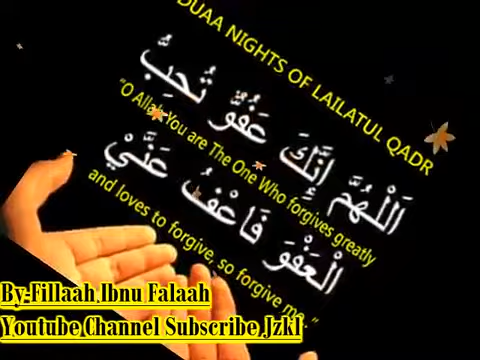 DUAA NIGHTS OF LAILATUL QADR
اَللَّهُمَّ إِنَّكَ عَفُوٌّ تُحِبُّ
"O Allah You are The One Who forgives greatly
الْعَفْوَ فَاعْفُ عَنَّيْ
and loves to forgive, so forgive me."
By:Fillaah Ibnu Falaah
Youtube Channel Subscribe Jzkl